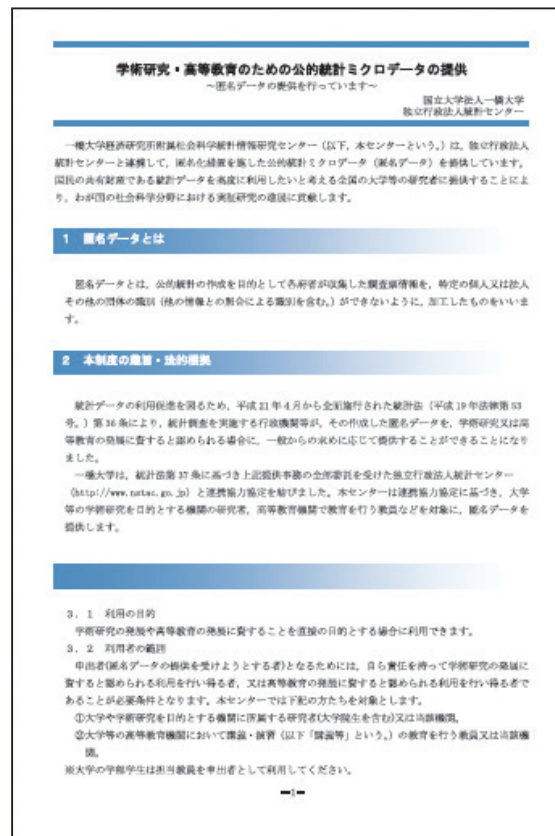 学術研究・高等教育のための公的統計ミクロデータの提供
～匿名データの提供を行っています～
国立大学法人一橋大学
独立行政法人統計センター
一橋大学経済研究所附属社会科学統計情報研究センター（以下，本センターという。）は，独立行政法人
統計センターと連携して，匿名化措置を施した公的統計ミクロデータ（匿名データ）を提供しています。
国民の共有財産である統計データを高度に利用したいと考える全国の大学等の研究者に提供することによ
り，わが国の社会科学分野における実証研究の進展に貢献します。
1　匿名データとは
匿名データとは，公的統計の作成を目的として各府省が収集した調査票情報を，特定の個人又は法人
その他の団体の識別（他の情報との照合による識別を含む。）ができないように，加工したものをいいま
す。
2　本制度の趣旨・法的根拠
統計データの利用促進を図るため，平成 21 年 4 月から全面施行された統計法（平成 19 年法律第 53
号。）第 36 条により，統計調査を実施する行政機関等が，その作成した匿名データを，学術研究又は高
等教育の発展に資すると認められる場合に，一般からの求めに応じて提供することができることになり
ました。
一橋大学は，統計法第 37 条に基づき上記提供事務の全部委託を受けた独立行政法人統計センター
（http://www.nstac.go.jp）と連携協力協定を結びました。本センターは連携協力協定に基づき，大学
等の学術研究を目的とする機関の研究者，高等教育機関で教育を行う教員などを対象に，匿名データを
提供します。
3．1　利用の目的
学術研究の発展や高等教育の発展に資することを直接の目的とする場合に利用できます。
3．2　利用者の範囲
申出者(匿名データの提供を受けようとする者)となるためには，自ら責任を持って学術研究の発展に
資すると認められる利用を行い得る者，又は高等教育の発展に資すると認められる利用を行い得る者で
あることが必要条件となります。本センターでは下記の方たちを対象とします。
①大学や学術研究を目的とする機関に所属する研究者(大学院生を含む)又は当該機関。
②大学等の高等教育機関において講義・演習（以下「講義等」という。）の教育を行う教員又は当該機
関。
※大学の学部学生は担当教員を申出者として利用してください。